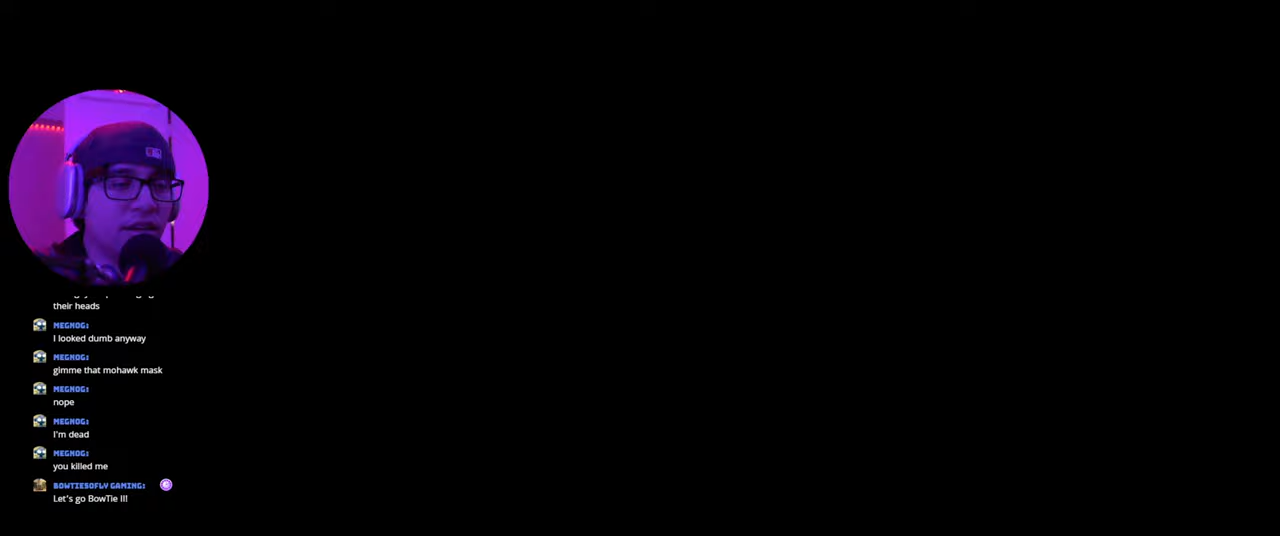 their heads
MEGNOG:
I looked dumb anyway
MEGNOG:
gimme that mohawk mask
MEGNOG:
nope
MEGNOG:
I'm dead
MEGNOG:
you killed me
BOWTIESOFLY GAMING:
Let's go BowTie II!